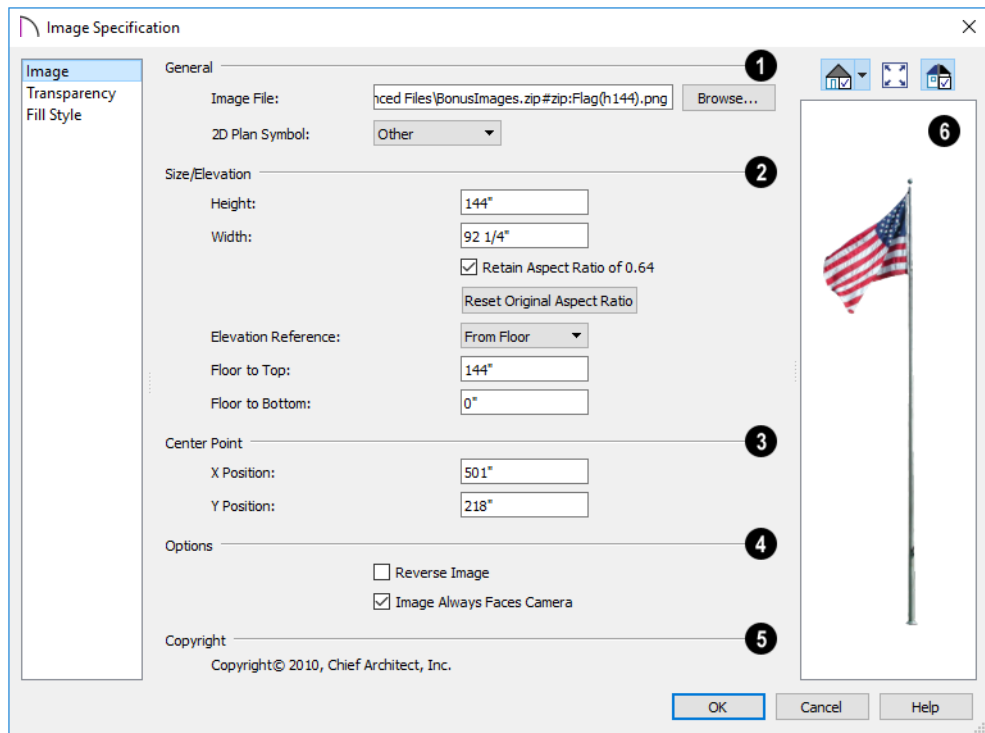 Image Specification
Image
Transparency
Fill Style
General
1
Image File:
nced Files\BonusImages.zip#zip:Flag(h144).png
Browse...
2D Plan Symbol:
Other
Size/Elevation
2
Height:
144"
Width:
92 1/4"
Retain Aspect Ratio of 0.64
Reset Original Aspect Ratio
Elevation Reference:
From Floor
Floor to Top:
144"
Floor to Bottom:
0"
Center Point
3
X Position:
501"
Y Position:
218"
Options
4
Reverse Image
Image Always Faces Camera
Copyright
5
Copyright© 2010, Chief Architect, Inc.
6
OK
Cancel
Help